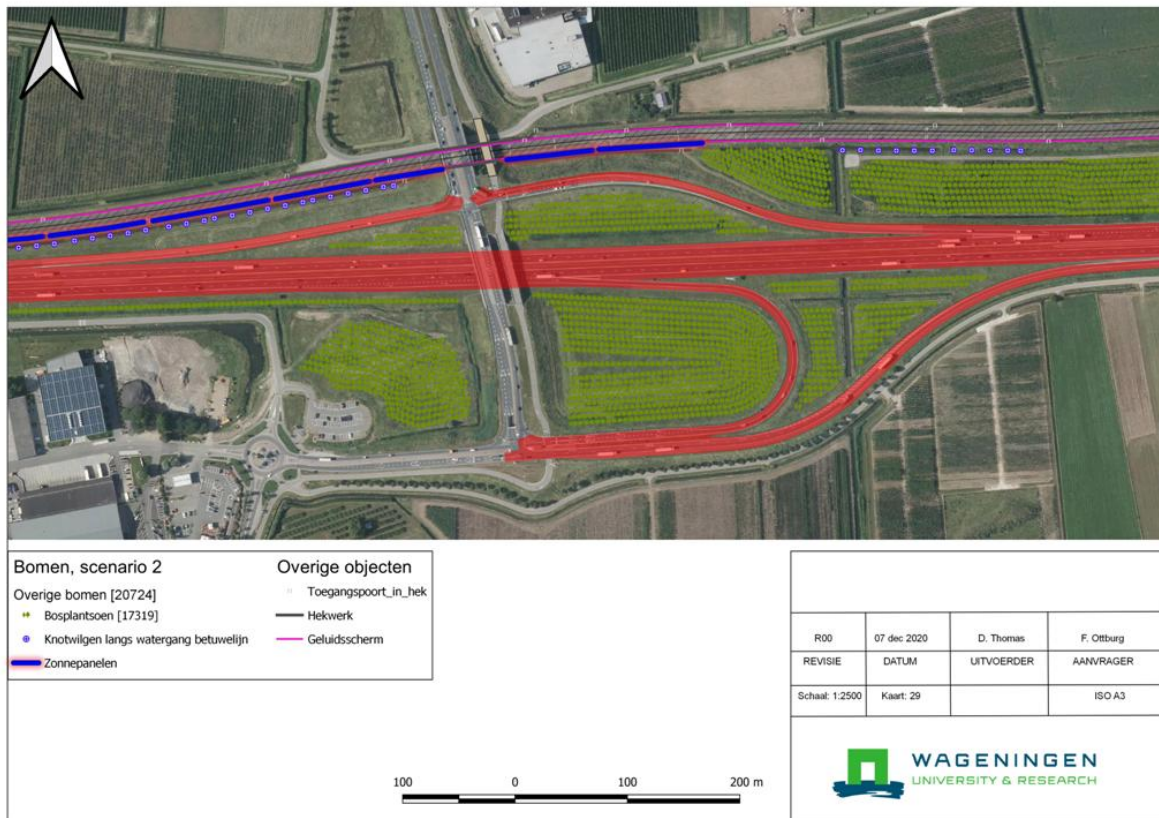 Bomen, scenario 2
Overige bomen [20724]
Bosplantsoen [17319]
Knotwilgen langs watergang betuwelijn
Zonnepanelen
Overige objecten
Toegangspoort_in_hek
Hekwerk
Geluidsscherm
100 0 100 200 m
R00 07 dec 2020 D. Thomas F. Ottburg
REVISIE DATUM UITVOERDER AANVRAGER
Schaal: 1:2500 Kaart: 29 ISO A3
WAGENINGEN
UNIVERSITY & RESEARCH